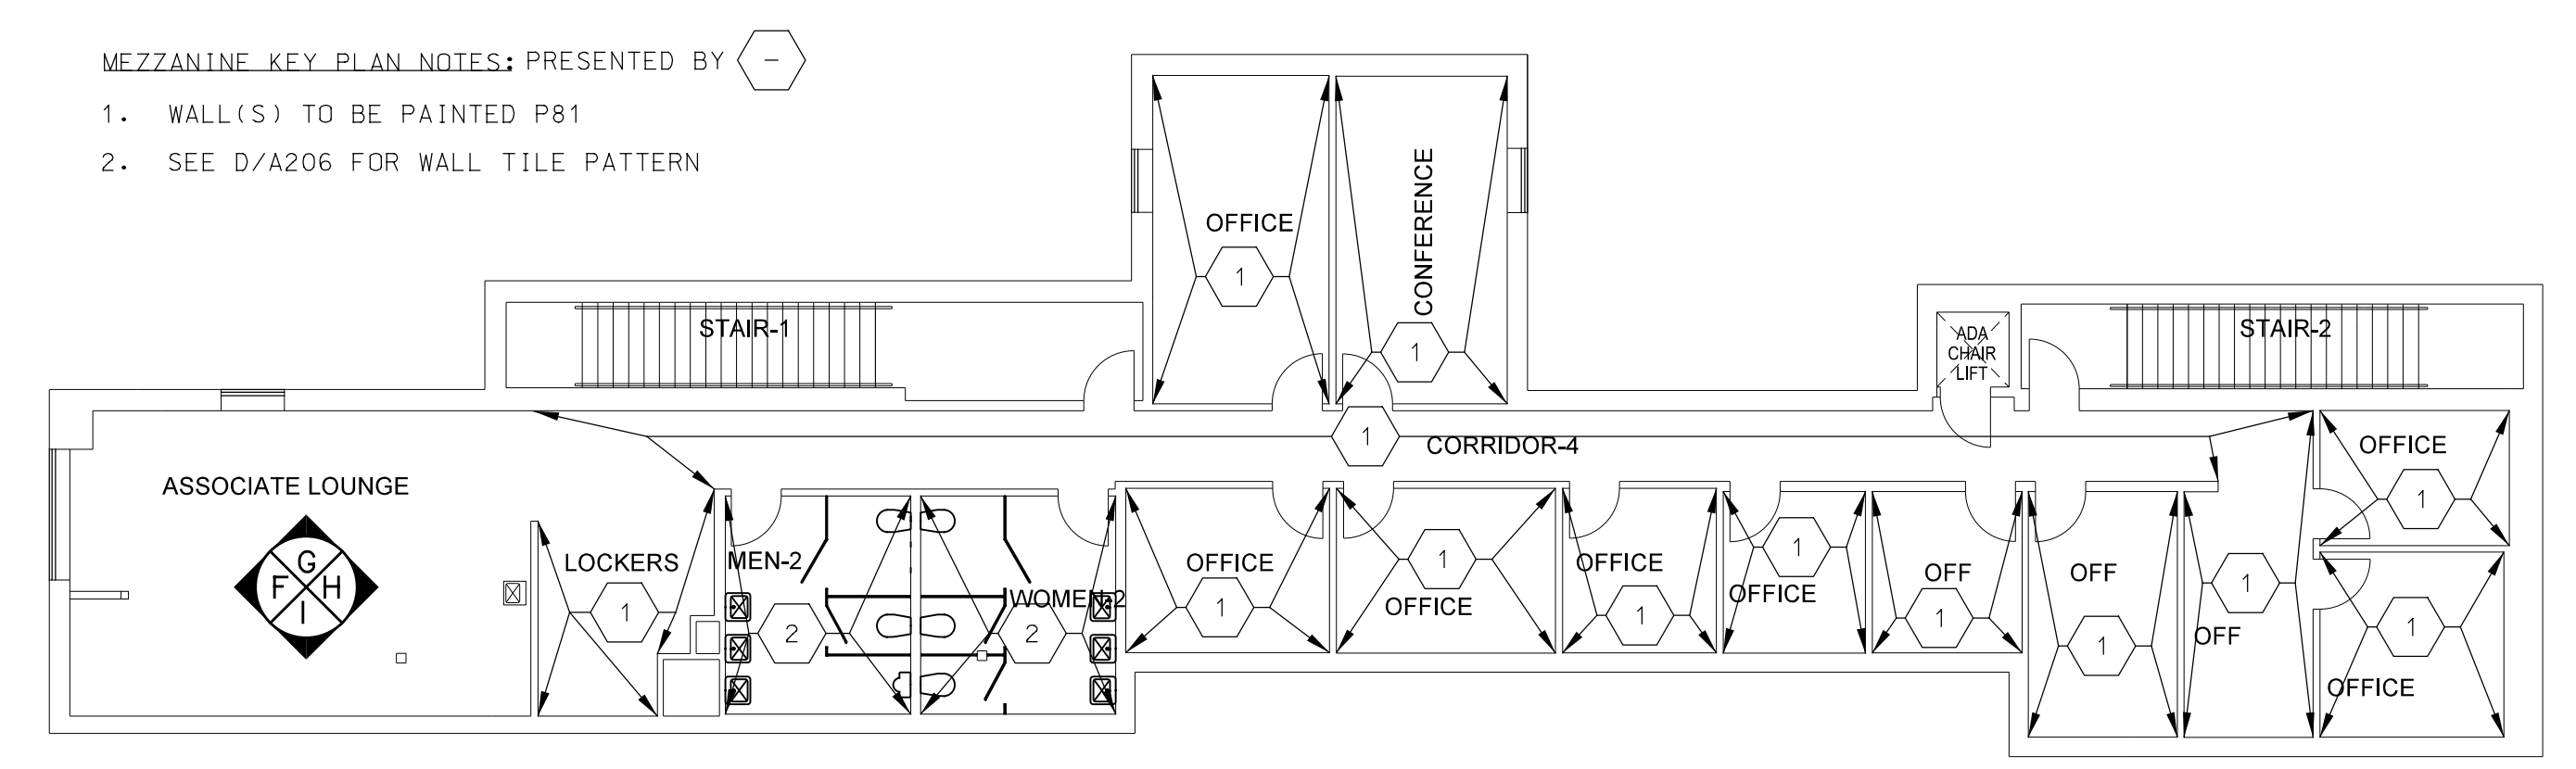 MEZZANINE KEY PLAN NOTES: PRESENTED BY -
1. WALL(S) TO BE PAINTED P81
2. SEE D/A206 FOR WALL TILE PATTERN
OFFICE
1
CONFERENCE
1
STAIR-1
ADA
CHAIR
LIFT
STAIR-2
1
CORRIDOR-4
ASSOCIATE LOUNGE
G
F
H
I
LOCKERS
1
MEN-2
2
WOMEN-2
2
OFFICE
1
1
OFFICE
OFFICE
1
1
OFFICE
OFF
1
OFF
1
1
OFF
OFFICE
1
1
OFFICE